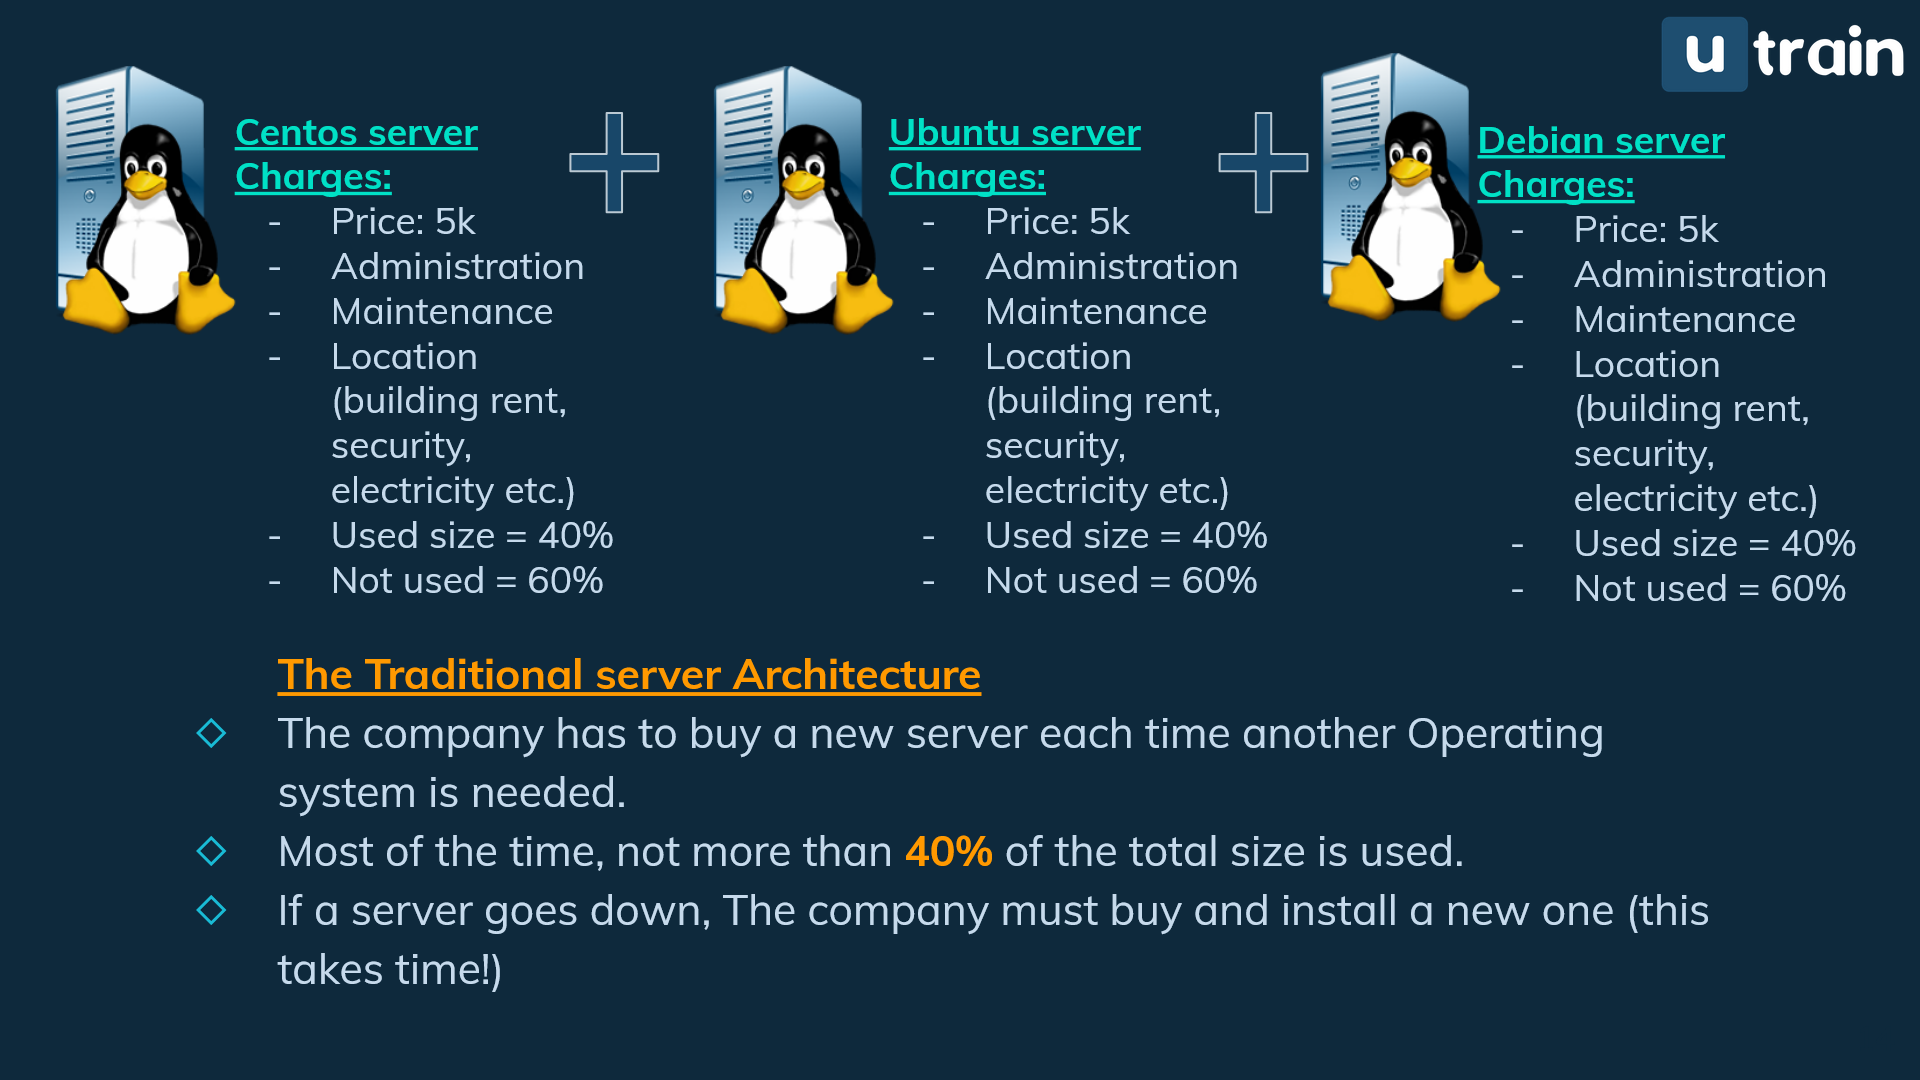 u train
Centos server
Charges:
- Price: 5k
- Administration
- Maintenance
- Location
(building rent,
security,
electricity etc.)
- Used size = 40%
- Not used = 60%
Ubuntu server
Charges:
- Price: 5k
- Administration
- Maintenance
- Location
(building rent,
security,
electricity etc.)
- Used size = 40%
- Not used = 60%
Debian server
Charges:
- Price: 5k
- Administration
- Maintenance
- Location
(building rent,
security,
electricity etc.)
- Used size = 40%
- Not used = 60%
The Traditional server Architecture
The company has to buy a new server each time another Operating
system is needed.
Most of the time, not more than 40% of the total size is used.
If a server goes down, The company must buy and install a new one (this
takes time!)